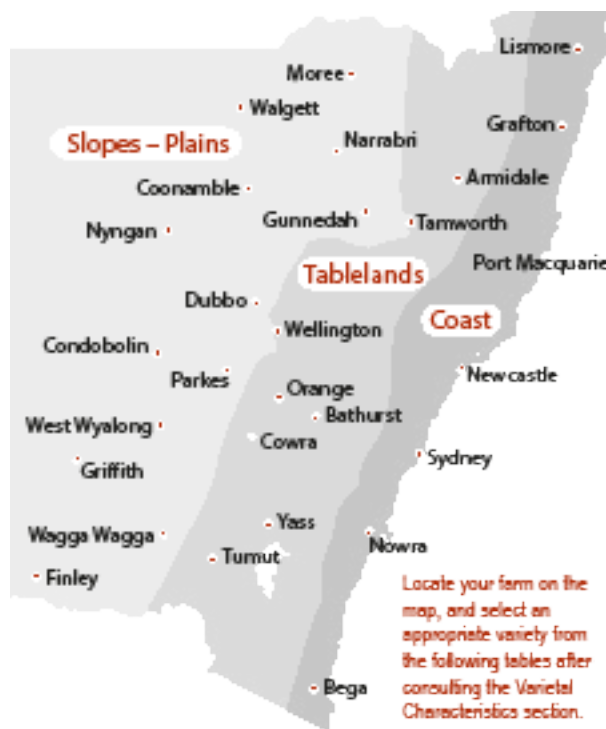 Lismore
Moree
Walgett
Grafton
Slopes – Plains
Narrabri
Armidale
Coonamble
Gunnedah
Tamworth
Nyngan
Port Macquarie
Tablelands
Dubbo
Coast
Wellington
Condobolin
Parkes
Newcastle
Orange
Bathurst
West Wyalong
Cowra
Sydney
Griffith
Yass
Wagga Wagga
Nowra
Tumut
Finley
Locate your farm on the
map, and select an
appropriate variety from
the following tables after
consulting the Varietal
Characteristics section.
Bega